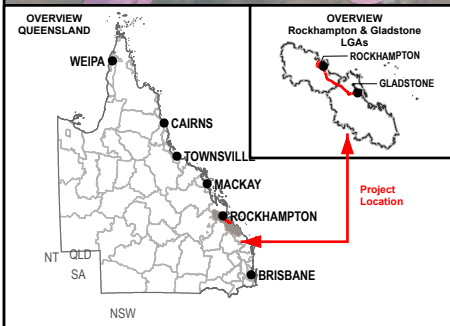 OVERVIEW
QUEENSLAND
WEIPA
CAIRNS
TOWNSVILLE
MACKAY
ROCKHAMPTON
BRISBANE
NT
QLD
SA
NSW
OVERVIEW
Rockhampton & Gladstone
LGAs
ROCKHAMPTON
GLADSTONE
Project
Location